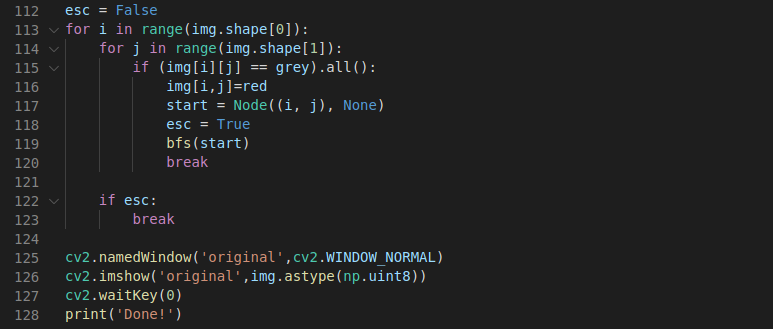 112 esc = False
113 for i in range(img.shape[0]):
114     for j in range(img.shape[1]):
115         if (img[i][j] == grey).all():
116             img[i,j]=red
117             start = Node((i, j), None)
118             esc = True
119             bfs(start)
120             break
121
122     if esc:
123         break
124
125 cv2.namedWindow('original',cv2.WINDOW_NORMAL)
126 cv2.imshow('original',img.astype(np.uint8))
127 cv2.waitKey(0)
128 print('Done!')